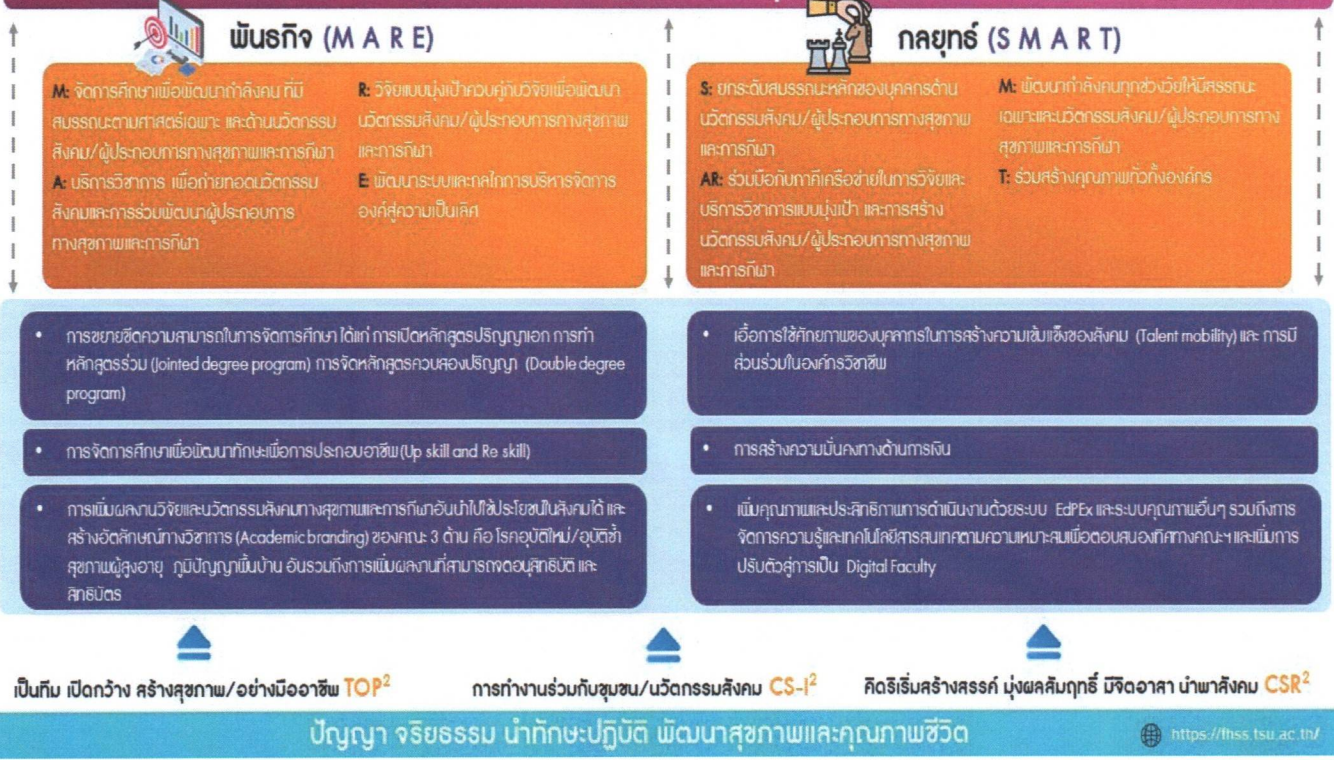 พันธกิจ (M A R E)
M: จัดการศึกษาเพื่อพัฒนากำลังคน ที่มี
สมรรถนะตามศาสตร์เฉพาะ และด้านนวัตกรรม
สังคม/ผู้ประกอบการทางสุขภาพและการกีฬา
A: บริการวิชาการ เพื่อถ่ายทอดนวัตกรรม
สังคมและการร่วมพัฒนาผู้ประกอบการ
ทางสุขภาพและการกีฬา
R: วิจัยแบบมุ่งเป้าควบคู่กับวิจัยเพื่อพัฒนา
นวัตกรรมสังคม/ผู้ประกอบการทางสุขภาพ
และการกีฬา
E: พัฒนาระบบและกลไกการบริหารจัดการ
องค์สู่ความเป็นเลิศ
กลยุทธ์ (S M A R T)
S: ยกระดับสมรรถนะหลักของบุคลากรด้าน
นวัตกรรมสังคม/ผู้ประกอบการทางสุขภาพ
และการกีฬา
AR: ร่วมมือกับภาคีเครือข่ายในการวิจัยและ
บริการวิชาการแบบมุ่งเป้า และการสร้าง
นวัตกรรมสังคม/ผู้ประกอบการทางสุขภาพ
และการกีฬา
M: พัฒนากำลังคนทุกช่วงวัยให้มีสรรถนะ
เฉพาะและนวัตกรรมสังคม/ผู้ประกอบการทาง
สุขภาพและการกีฬา
T: ร่วมสร้างคุณภาพทั่วทั้งองค์กร
• การขยายขีดความสามารถในการจัดการศึกษา ได้แก่ การเปิดหลักสูตรปริญญาเอก การทำ
หลักสูตรร่วม (Jointed degree program) การจัดหลักสูตรควบสองปริญญา (Double degree
program)
• การจัดการศึกษาเพื่อพัฒนาทักษะเพื่อการประกอบอาชีพ(Up skill and Re skill)
• การเพิ่มผลงานวิจัยและนวัตกรรมสังคมทางสุขภาพและการกีฬาอันนำไปใช้ประโยชน์ในสังคมได้ และ
สร้างอัตลักษณ์ทางวิชาการ (Academic branding) ของคณะ 3 ด้าน คือ โรคอุบัติใหม่/อุบัติซ้ำ
สุขภาพผู้สูงอายุ ภูมิปัญญาพื้นบ้าน อันรวมถึงการเพิ่มผลงานที่สามารถจดอนุสิทธิบัติ และ
สิทธิบัตร
• เอื้อการใช้ศักยภาพของบุคลากรในการสร้างความเข้มแข็งของสังคม (Talent mobility) และ การมี
ส่วนร่วมในองค์กรวิชาชีพ
• การสร้างความมั่นคงทางด้านการเงิน
• เพิ่มคุณภาพและประสิทธิภาพการดำเนินงานด้วยระบบ EdPEx และระบบคุณภาพอื่นๆ รวมถึงการ
จัดการความรู้และเทคโนโลยีสารสนเทศตามความเหมาะสมเพื่อตอบสนองทิศทางคณะฯและเพิ่มการ
ปรับตัวสู่การเป็น Digital Faculty
เป็นทีม เปิดกว้าง สร้างสุขภาพ/อย่างมืออาชีพ TOP²
การทำงานร่วมกับชุมชน/นวัตกรรมสังคม CS-I²
คิดริเริ่มสร้างสรรค์ มุ่งผลสัมฤทธิ์ มีจิตอาสา นำพาสังคม CSR²
ปัญญา จริยธรรม นำทักษะปฏิบัติ พัฒนาสุขภาพและคุณภาพชีวิต
https://fhss.tsu.ac.th/